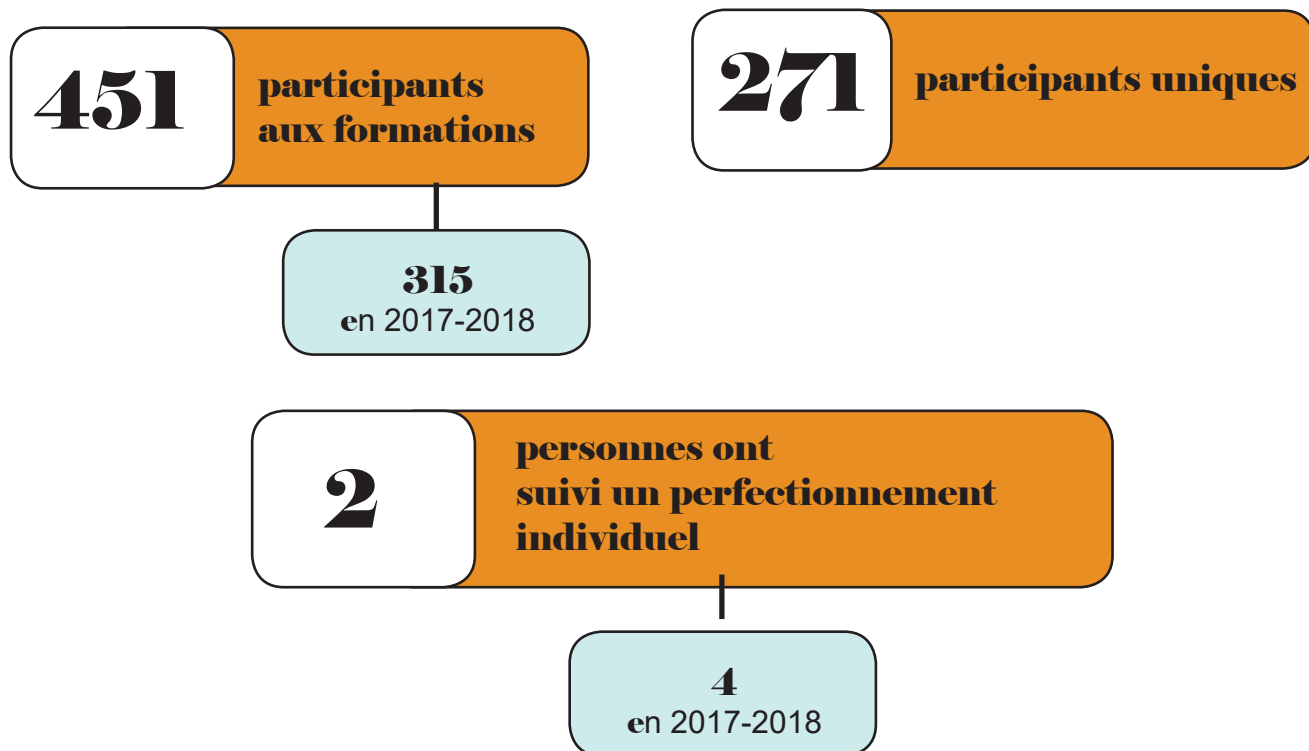 451
participants
aux formations
315
en 2017-2018
271
participants uniques
2
personnes ont
suivi un perfectionnement
individuel
4
en 2017-2018